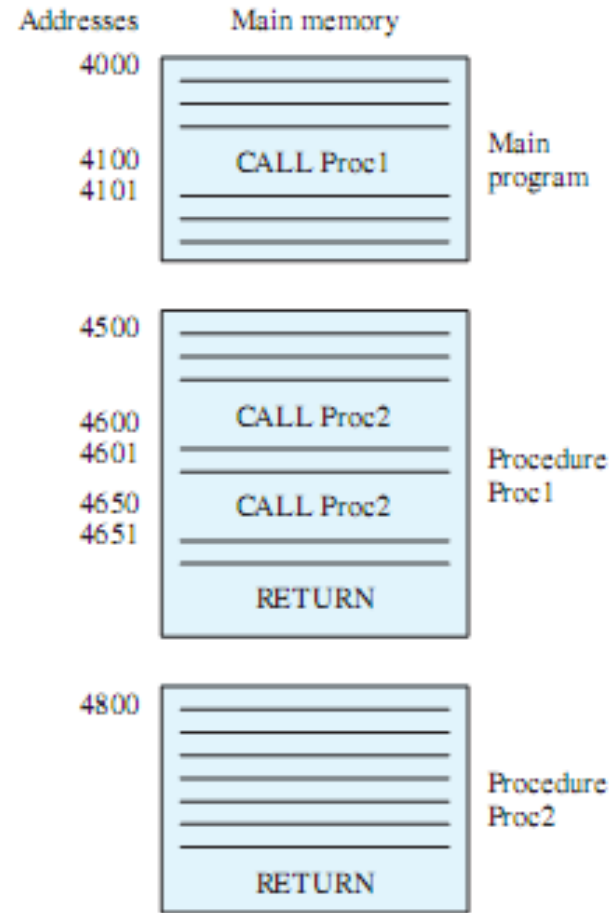 Addresses Main memory
4000
4100 CALL Proc1
4101
Main
program
4500
4600 CALL Proc2
4601
4650 CALL Proc2
4651
RETURN
Procedure
Proc1
4800
Procedure
Proc2
RETURN